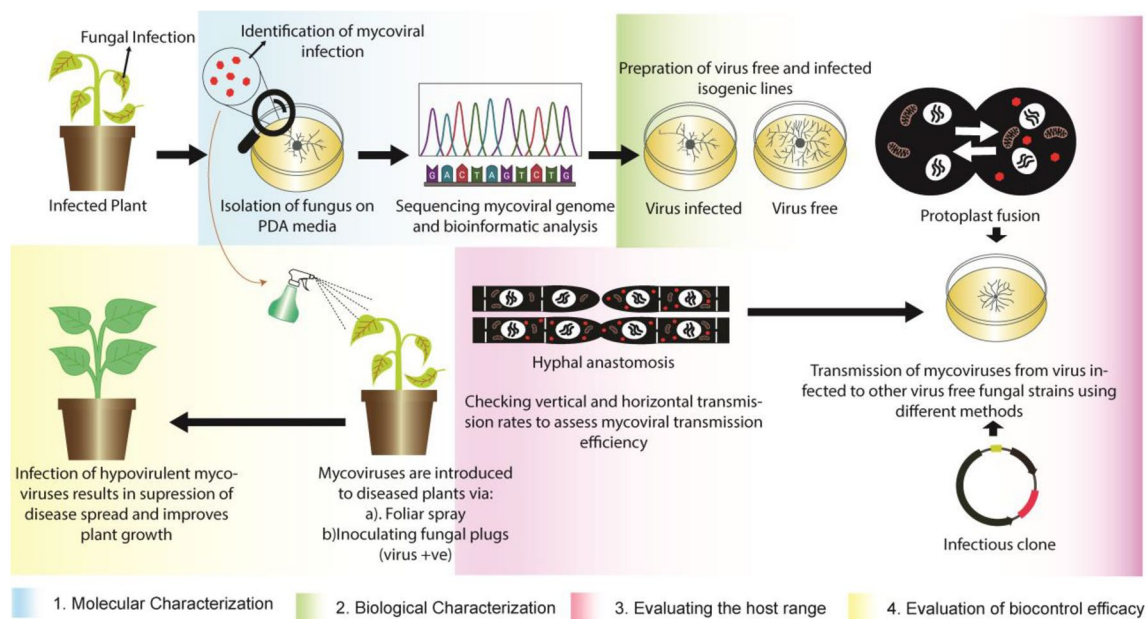 Fungal Infection
Infected Plant
Identification of mycoviral
infection
Isolation of fungus on
PDA media
G A C T A G T C T G
Sequencing mycoviral genome
and bioinformatic analysis
Prepration of virus free and infected
isogenic lines
Virus infected
Virus free
Protoplast fusion
Hyphal anastomosis
Checking vertical and horizontal transmis-
sion rates to assess mycoviral transmission
efficiency
Transmission of mycoviruses from virus in-
fected to other virus free fungal strains using
different methods
Infectious clone
Mycoviruses are introduced
to diseased plants via:
a). Foliar spray
b)Inoculating fungal plugs
(virus +ve)
Infection of hypovirulent myco-
viruses results in supression of
disease spread and improves
plant growth
1. Molecular Characterization
2. Biological Characterization
3. Evaluating the host range
4. Evaluation of biocontrol efficacy